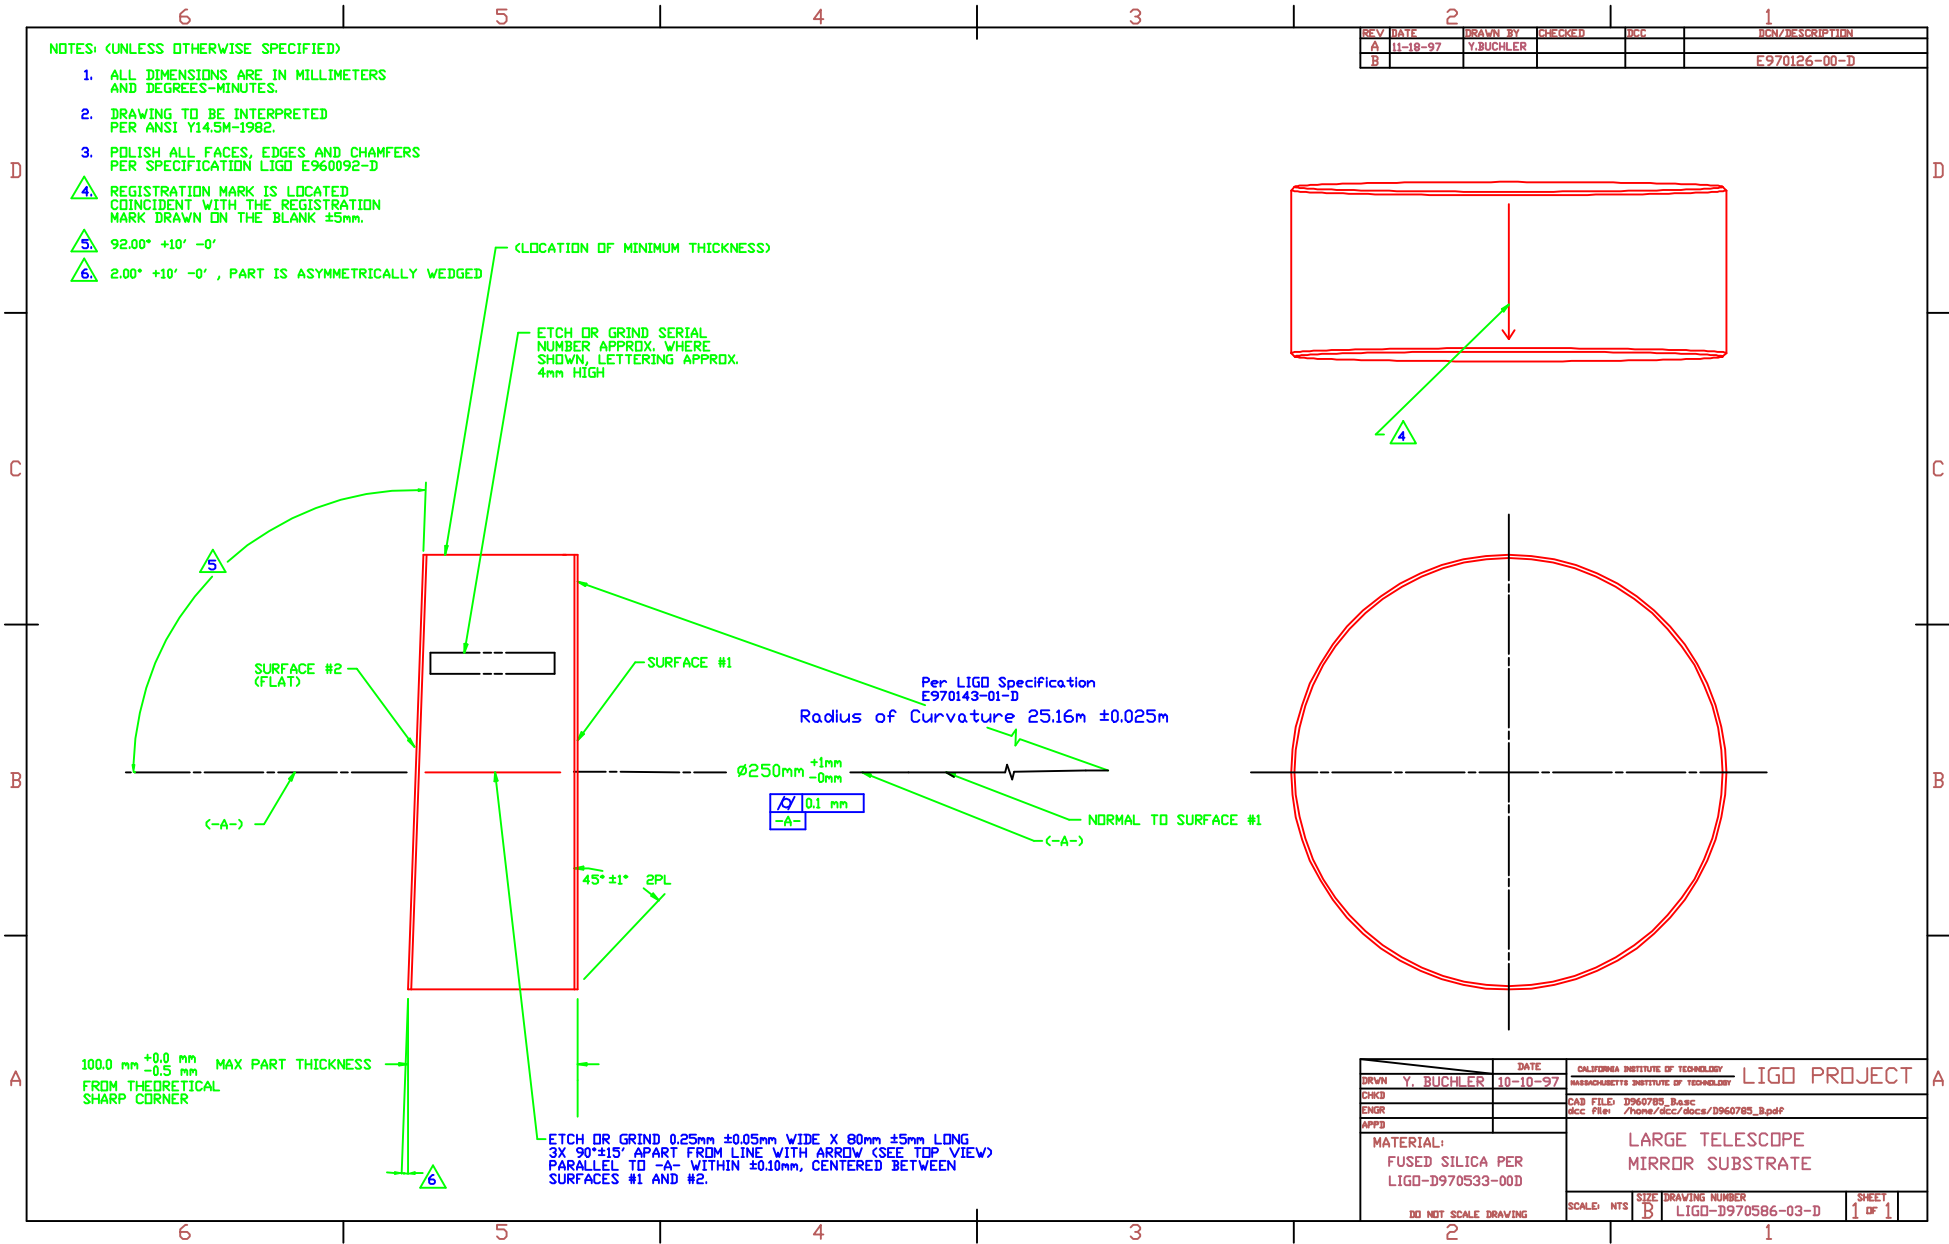 6 5 4 3 2 1
NOTES: (UNLESS OTHERWISE SPECIFIED)
1. ALL DIMENSIONS ARE IN MILLIMETERS
AND DEGREES-MINUTES.
2. DRAWING TO BE INTERPRETED
PER ANSI Y14.5M-1982.
3. POLISH ALL FACES, EDGES AND CHAMFERS
PER SPECIFICATION LIGO E960092-D
4. REGISTRATION MARK IS LOCATED
COINCIDENT WITH THE REGISTRATION
MARK DRAWN ON THE BLANK ±5mm.
5. 92.00° +10' -0'
6. 2.00° +10' -0' , PART IS ASYMMETRICALLY WEDGED
REV DATE DRAWN BY CHECKED DCC DCN/DESCRIPTION
A 11-18-97 Y.BUCHLER
B E970126-00-D
D D
(LOCATION OF MINIMUM THICKNESS)
ETCH OR GRIND SERIAL
NUMBER APPROX. WHERE
SHOWN, LETTERING APPROX.
4mm HIGH
4
C C
5
SURFACE #2
(FLAT)
SURFACE #1
Per LIGO Specification
E970143-01-D
Radius of Curvature 25.16m ±0.025m
B B
Ø250mm +1mm
-0mm
0.1 mm
-A-
(-A-)
NORMAL TO SURFACE #1
(-A-)
45°±1° 2PL
100.0 mm +0.0 mm
-0.5 mm MAX PART THICKNESS
FROM THEORETICAL
SHARP CORNER
A A
6
ETCH OR GRIND 0.25mm ±0.05mm WIDE X 80mm ±5mm LONG
3X 90°±15' APART FROM LINE WITH ARROW (SEE TOP VIEW)
PARALLEL TO -A- WITHIN ±0.10mm, CENTERED BETWEEN
SURFACES #1 AND #2.
DATE
DRWN Y. BUCHLER 10-10-97
CHKD
ENGR
APPD
CALIFORNIA INSTITUTE OF TECHNOLOGY
MASSACHUSETTS INSTITUTE OF TECHNOLOGY
LIGO PROJECT
CAD FILE: D960785_B.asc
dcc file: /home/dcc/docs/D960785_B.pdf
MATERIAL:
FUSED SILICA PER
LIGO-D970533-00D
DO NOT SCALE DRAWING
LARGE TELESCOPE
MIRROR SUBSTRATE
SCALE: NTS
SIZE
B
DRAWING NUMBER
LIGO-D970586-03-D
SHEET
1 OF 1
6 5 4 3 2 1